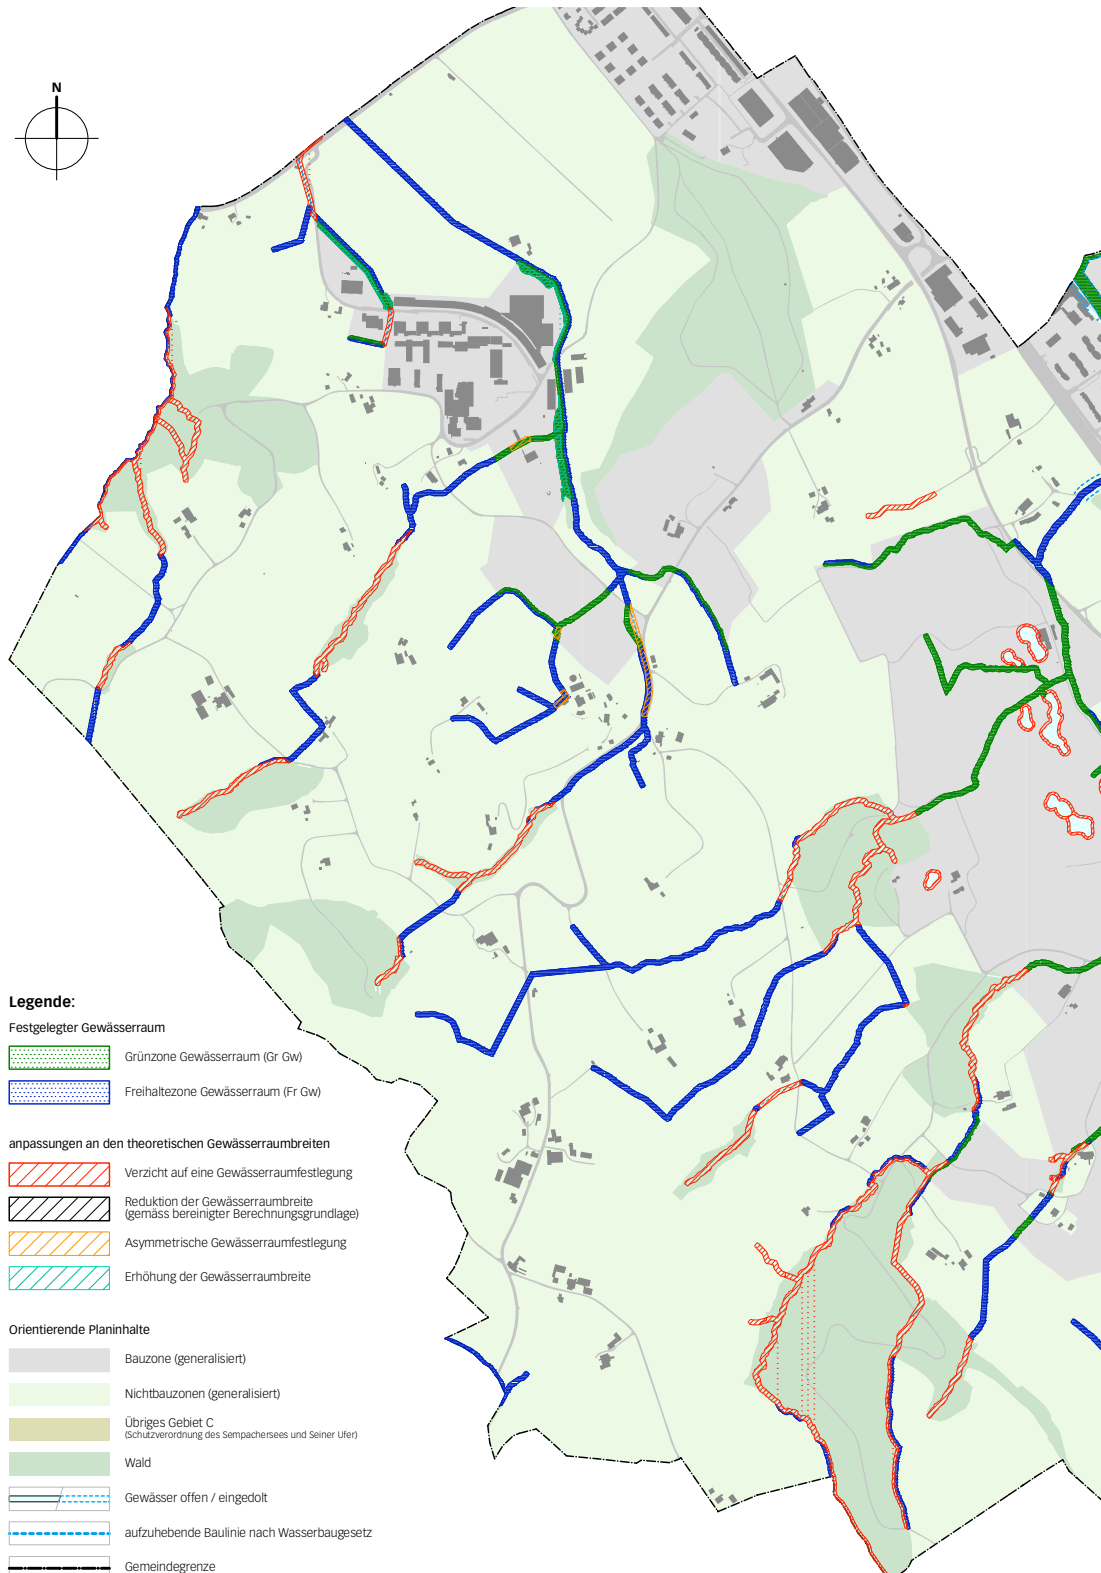 N
Legende:
Festgelegter Gewässerraum
Grünzone Gewässerraum (Gr Gw)
Freihaltezone Gewässerraum (Fr Gw)
anpassungen an den theoretischen Gewässerraumbreiten
Verzicht auf eine Gewässerraumfestlegung
Reduktion der Gewässerraumbreite
(gemäss bereinigter Berechnungsgrundlage)
Asymmetrische Gewässerraumfestlegung
Erhöhung der Gewässerraumbreite
Orientierende Planinhalte
Bauzone (generalisiert)
Nichtbauzonen (generalisiert)
Übriges Gebiet C
(Schutzverordnung des Sempachersees und Seiner Ufer)
Wald
Gewässer offen / eingedolt
aufzuhebende Baulinie nach Wasserbaugesetz
Gemeindegrenze